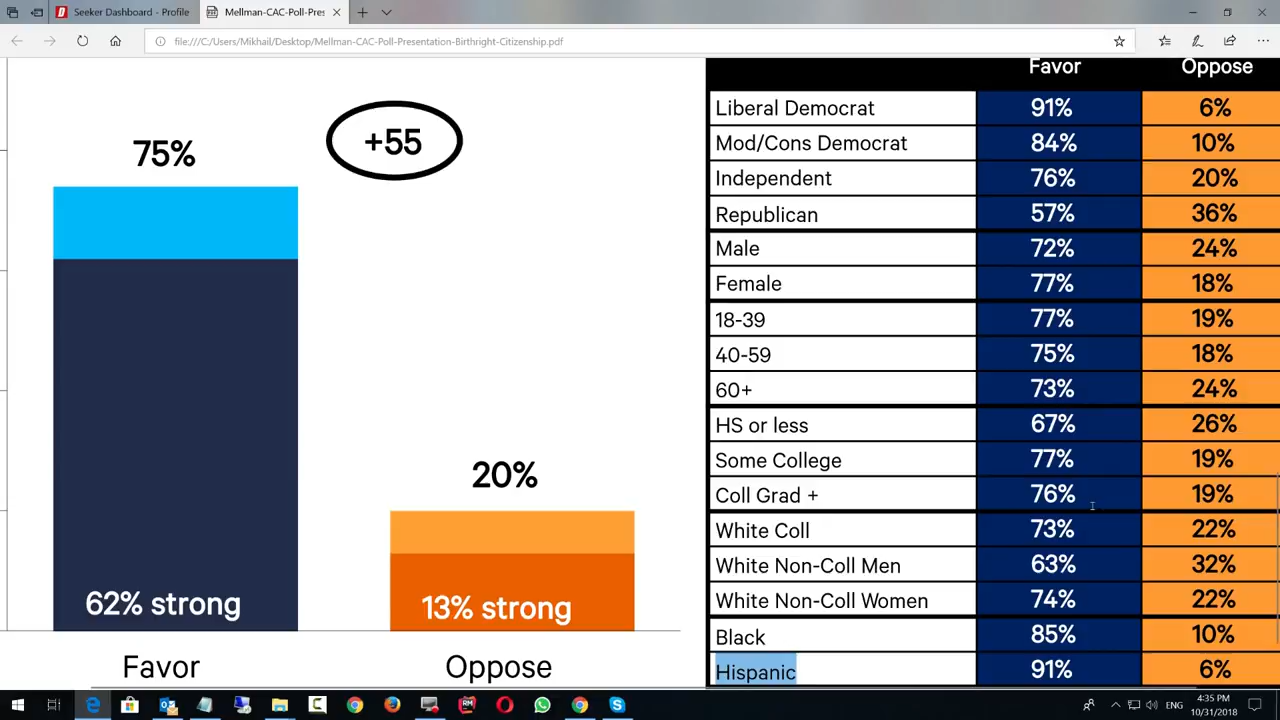 Seeker Dashboard - Profile
Mellman-CAC-Poll-Pres
file:///C:/Users/Mikhail/Desktop/Mellman-CAC-Poll-Presentation-Birthright-Citizenship.pdf
75%
+55
20%
62% strong
13% strong
Favor
Oppose
Favor Oppose
Liberal Democrat 91% 6%
Mod/Cons Democrat 84% 10%
Independent 76% 20%
Republican 57% 36%
Male 72% 24%
Female 77% 18%
18-39 77% 19%
40-59 75% 18%
60+ 73% 24%
HS or less 67% 26%
Some College 77% 19%
Coll Grad + 76% 19%
White Coll 73% 22%
White Non-Coll Men 63% 32%
White Non-Coll Women 74% 22%
Black 85% 10%
Hispanic 91% 6%
ENG
4:35 PM
10/31/2018